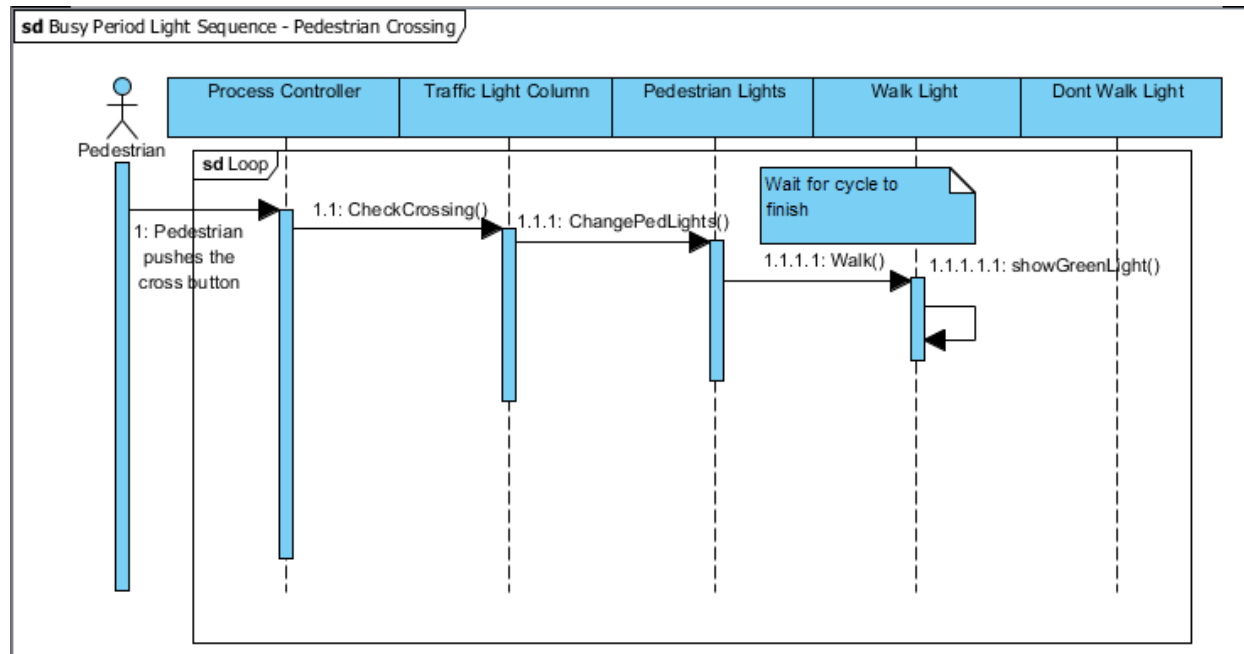 sd Busy Period Light Sequence - Pedestrian Crossing
Process Controller
Traffic Light Column
Pedestrian Lights
Walk Light
Dont Walk Light
Pedestrian
sd Loop
Wait for cycle to
finish
1.1: CheckCrossing()
1.1.1: ChangePedLights()
1: Pedestrian
pushes the
cross button
1.1.1.1: Walk()
1.1.1.1.1: showGreenLight()